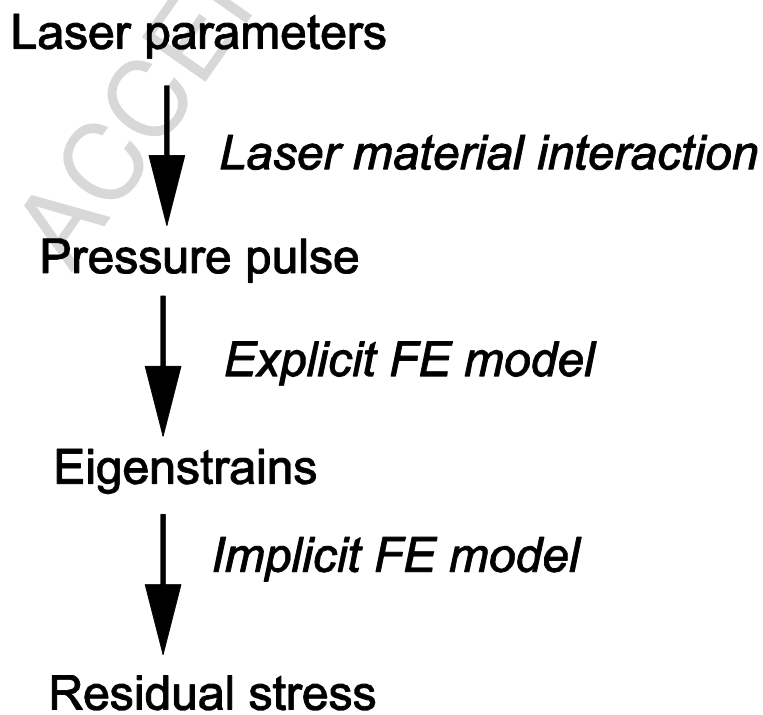 Laser parameters
Laser material interaction
Pressure pulse
Explicit FE model
Eigenstrains
Implicit FE model
Residual stress